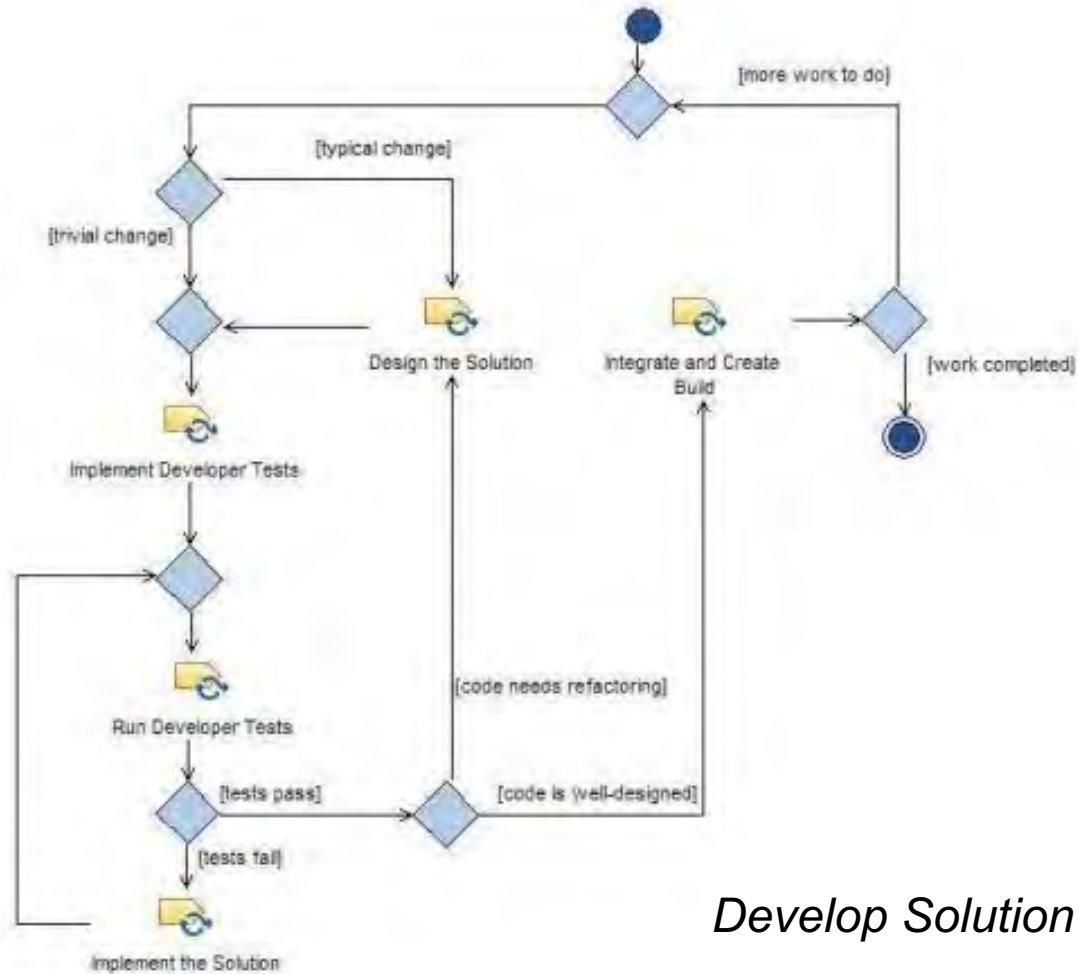 [more work to do]
[typical change]
[trivial change]
Design the Solution
Integrate and Create
Build
[work completed]
Implement Developer Tests
[code needs refactoring]
Run Developer Tests
[tests pass]
[code is well-designed]
[tests fail]
Develop Solution
Implement the Solution